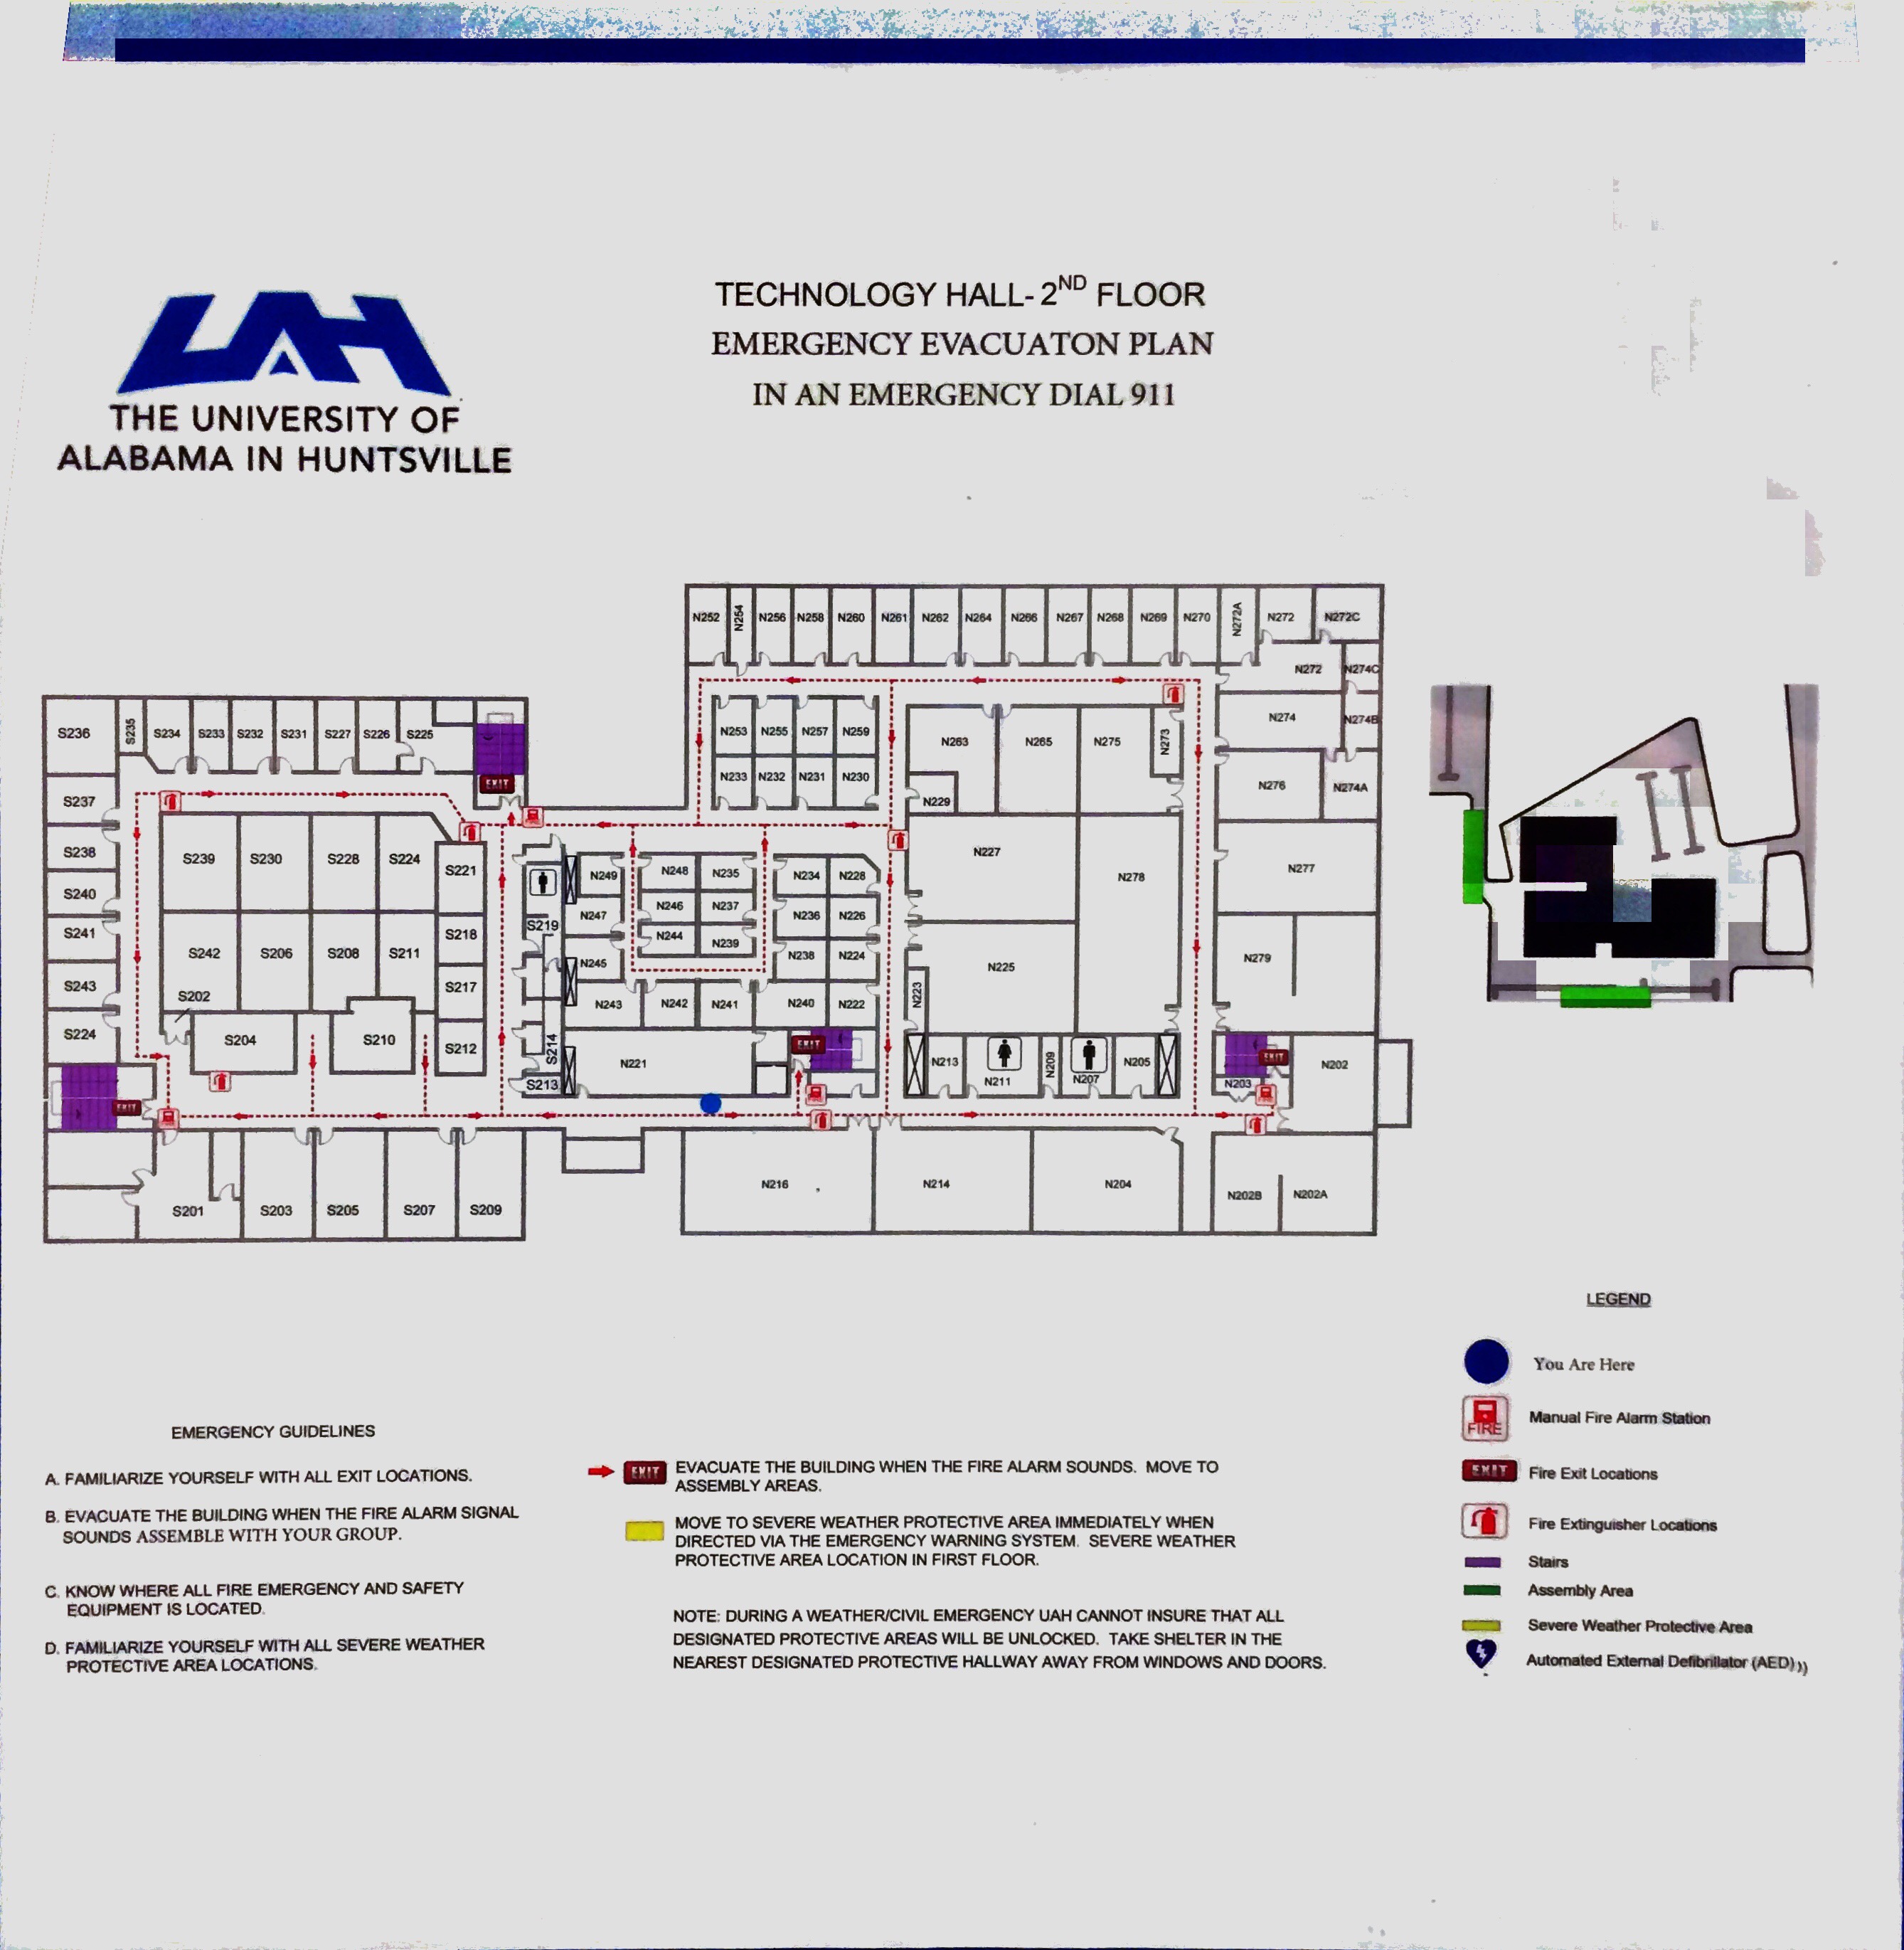 TECHNOLOGY HALL- 2ND FLOOR
EMERGENCY EVACUATON PLAN
IN AN EMERGENCY DIAL 911
UAH
THE UNIVERSITY OF
ALABAMA IN HUNTSVILLE
N252 N254 N256 N258 N260 N261 N262 N264 N266 N267 N268 N269 N270 N272A N272 N272C
N272 N274C
N274 N274B
S236 S235 S234 S233 S232 S231 S227 S226 S225
N253 N255 N257 N259 N263 N265 N275 N273
N233 N232 N231 N230 N276 N274A
EXIT
S237 N229
FIRE
S238 S239 S230 S228 S224 S221 N227 N277
N249 N248 N235 N234 N228 N278
S240 N247 N246 N237 N236 N226
S241 S218 S219 N244 N239
S242 S206 S208 S211 N245 N238 N224 N225 N279
S243 S202 S217 N243 N242 N241 N240 N222 N223
S224 S204 S210 S212 S214 N221 EXIT N213 N211 N209 N207 N205 EXIT N202
S213 N203
EXIT FIRE FIRE FIRE
S201 S203 S205 S207 S209 N216 N214 N204 N202B N202A
EMERGENCY GUIDELINES
A. FAMILIARIZE YOURSELF WITH ALL EXIT LOCATIONS.
B. EVACUATE THE BUILDING WHEN THE FIRE ALARM SIGNAL
SOUNDS ASSEMBLE WITH YOUR GROUP.
C. KNOW WHERE ALL FIRE EMERGENCY AND SAFETY
EQUIPMENT IS LOCATED.
D. FAMILIARIZE YOURSELF WITH ALL SEVERE WEATHER
PROTECTIVE AREA LOCATIONS.
EXIT EVACUATE THE BUILDING WHEN THE FIRE ALARM SOUNDS. MOVE TO
ASSEMBLY AREAS.
MOVE TO SEVERE WEATHER PROTECTIVE AREA IMMEDIATELY WHEN
DIRECTED VIA THE EMERGENCY WARNING SYSTEM. SEVERE WEATHER
PROTECTIVE AREA LOCATION IN FIRST FLOOR.
NOTE: DURING A WEATHER/CIVIL EMERGENCY UAH CANNOT INSURE THAT ALL
DESIGNATED PROTECTIVE AREAS WILL BE UNLOCKED. TAKE SHELTER IN THE
NEAREST DESIGNATED PROTECTIVE HALLWAY AWAY FROM WINDOWS AND DOORS.
LEGEND
You Are Here
FIRE Manual Fire Alarm Station
EXIT Fire Exit Locations
Fire Extinguisher Locations
Stairs
Assembly Area
Severe Weather Protective Area
Automated External Defibrillator (AED)))